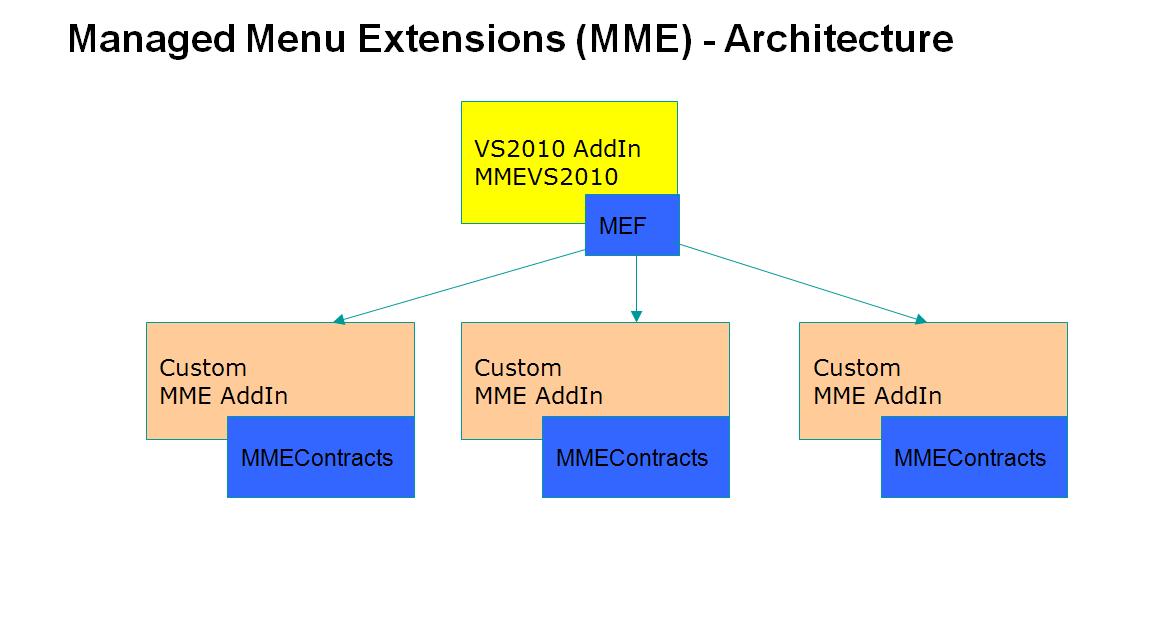 Managed Menu Extensions (MME) - Architecture
VS2010 AddIn
MMEVS2010
MEF
Custom
MME AddIn
MMEContracts
Custom
MME AddIn
MMEContracts
Custom
MME AddIn
MMEContracts